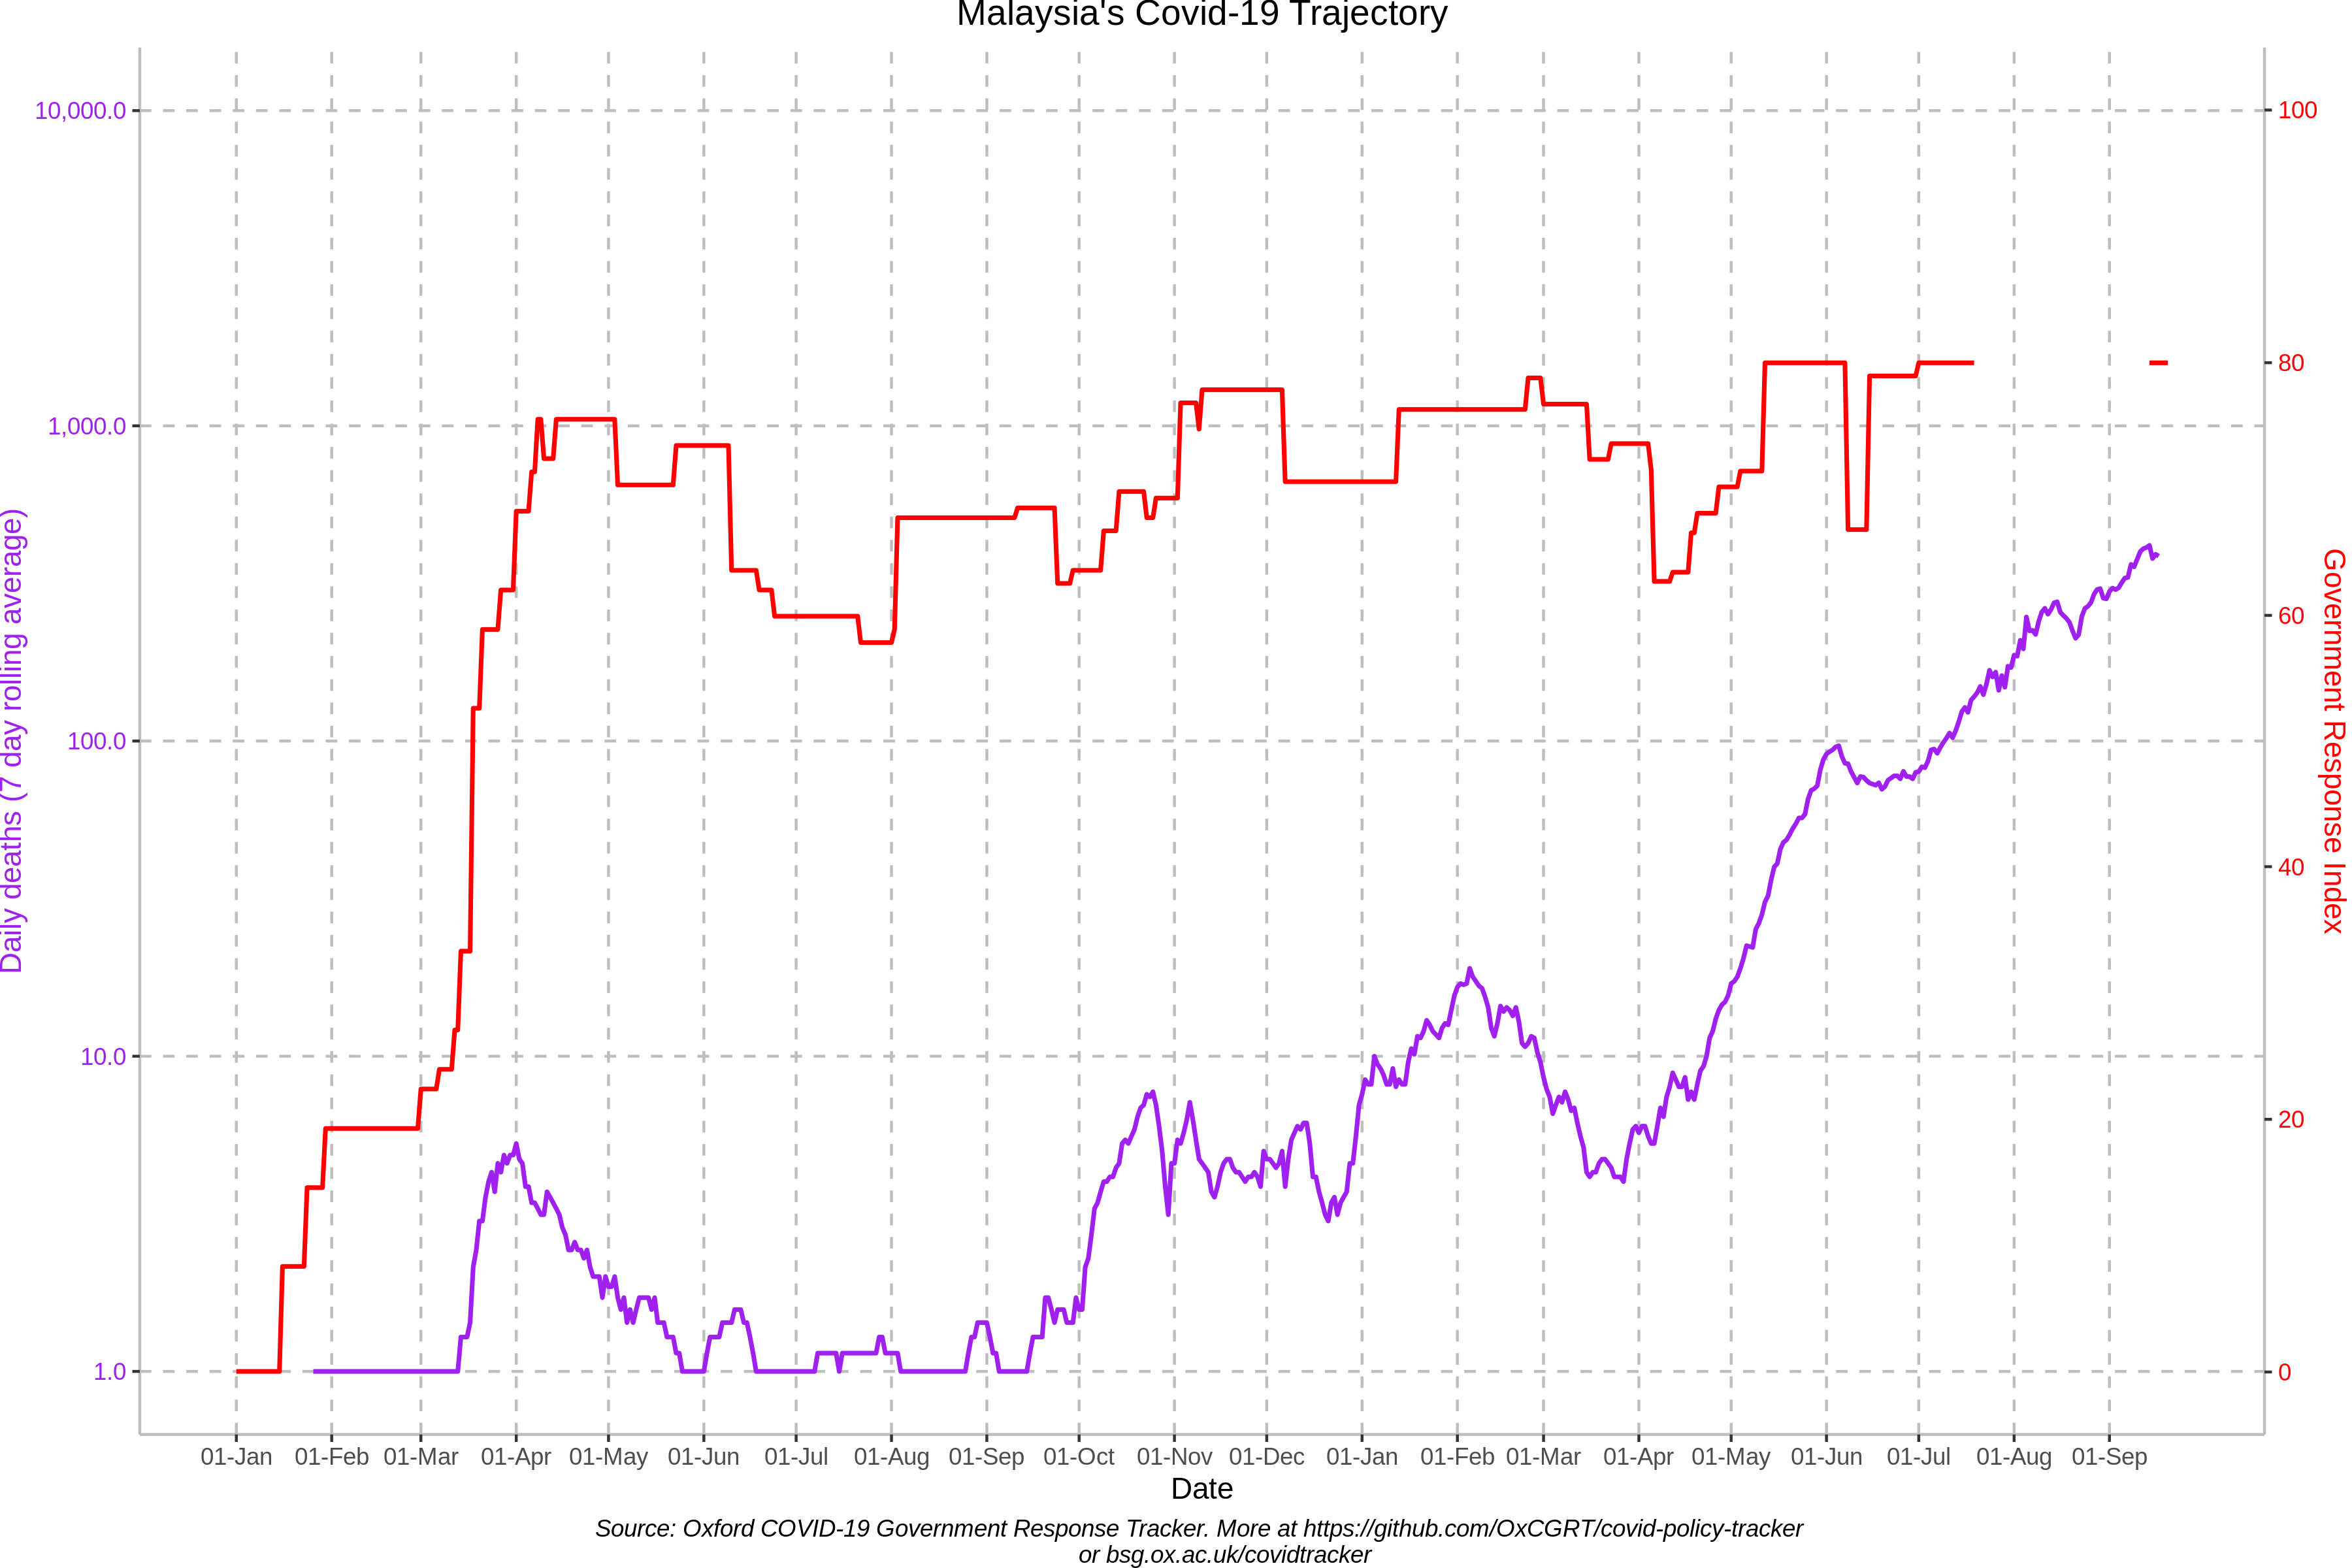 Malaysia's Covid-19 Trajectory
10,000.0
1,000.0
100.0
10.0
1.0
Daily deaths (7 day rolling average)
100
80
60
40
20
0
Government Response Index
01-Jan 01-Feb 01-Mar 01-Apr 01-May 01-Jun 01-Jul 01-Aug 01-Sep 01-Oct 01-Nov 01-Dec 01-Jan 01-Feb 01-Mar 01-Apr 01-May 01-Jun 01-Jul 01-Aug 01-Sep
Date
Source: Oxford COVID-19 Government Response Tracker. More at https://github.com/OxCGRT/covid-policy-tracker
or bsg.ox.ac.uk/covidtracker